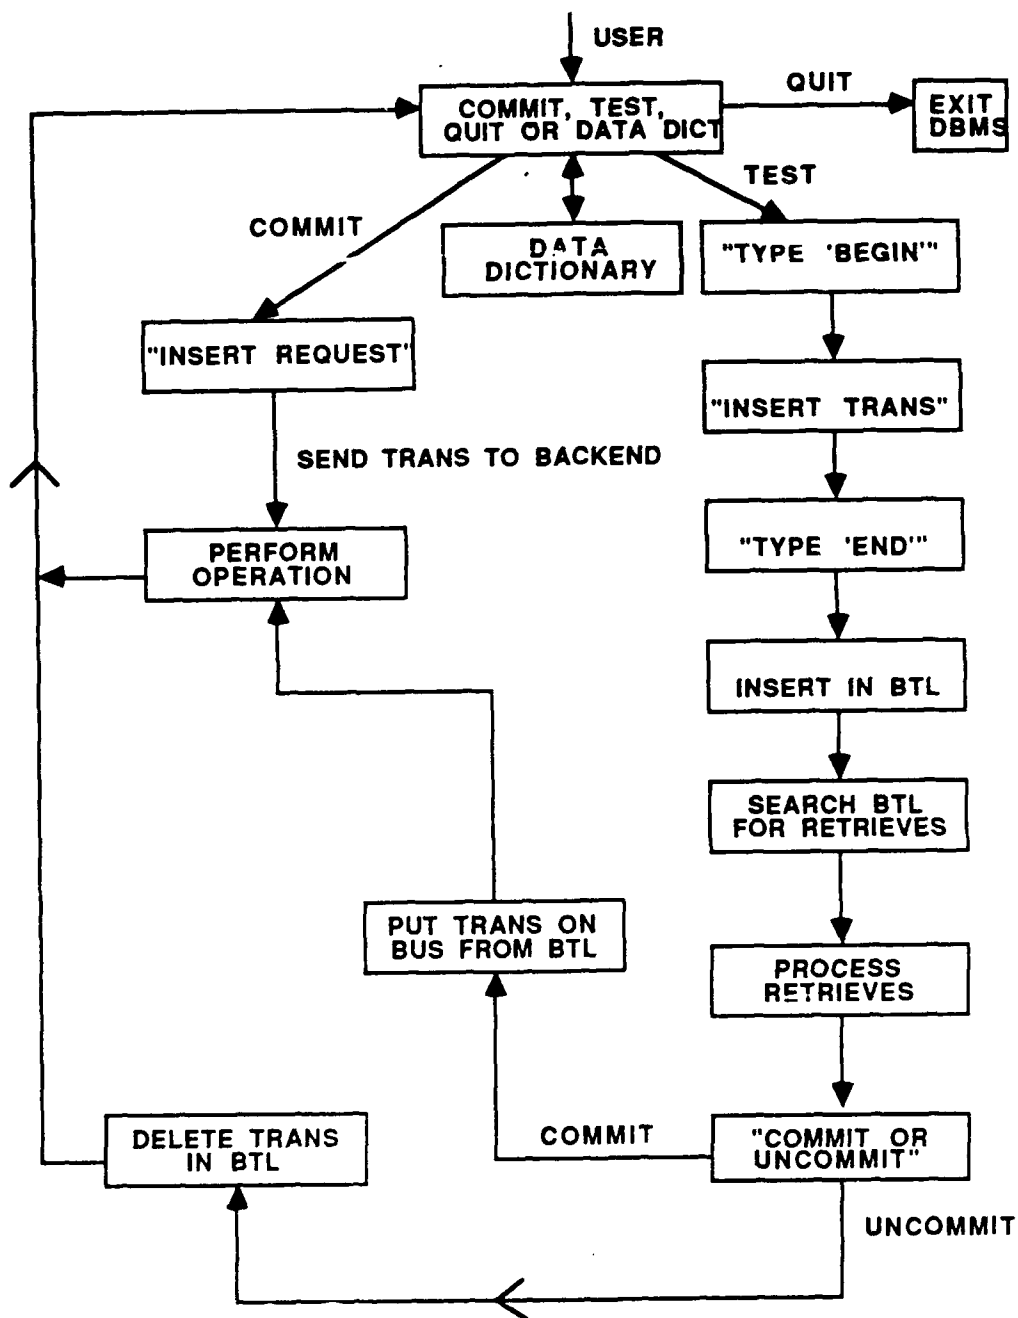 USER
COMMIT, TEST,
QUIT OR DATA DICT
QUIT
EXIT
DBMS
COMMIT
TEST
DATA
DICTIONARY
"TYPE 'BEGIN'"
"INSERT REQUEST"
"INSERT TRANS"
SEND TRANS TO BACKEND
"TYPE 'END'"
PERFORM
OPERATION
INSERT IN BTL
SEARCH BTL
FOR RETRIEVES
PUT TRANS ON
BUS FROM BTL
PROCESS
RETRIEVES
DELETE TRANS
IN BTL
COMMIT
"COMMIT OR
UNCOMMIT"
UNCOMMIT